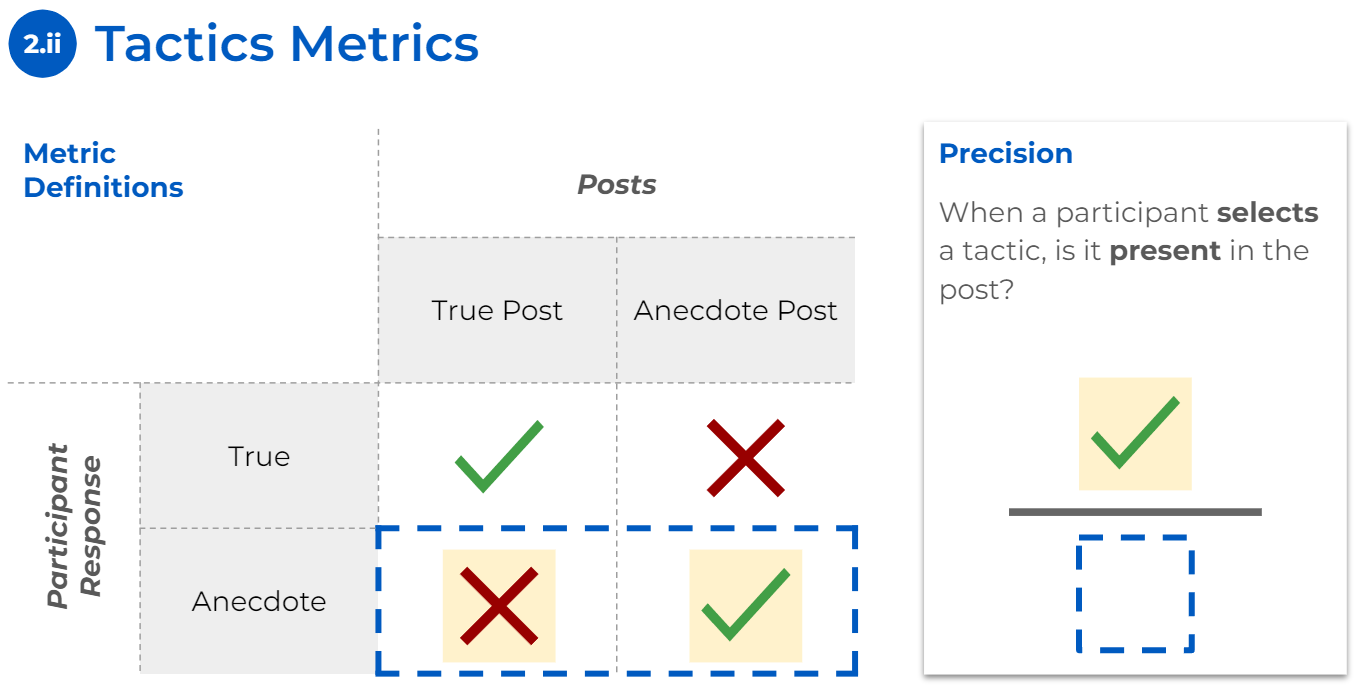 2.ii
Tactics Metrics
Metric
Definitions
Posts
True Post
Anecdote Post
Participant
Response
True
Anecdote
Precision
When a participant selects
a tactic, is it present in the
post?